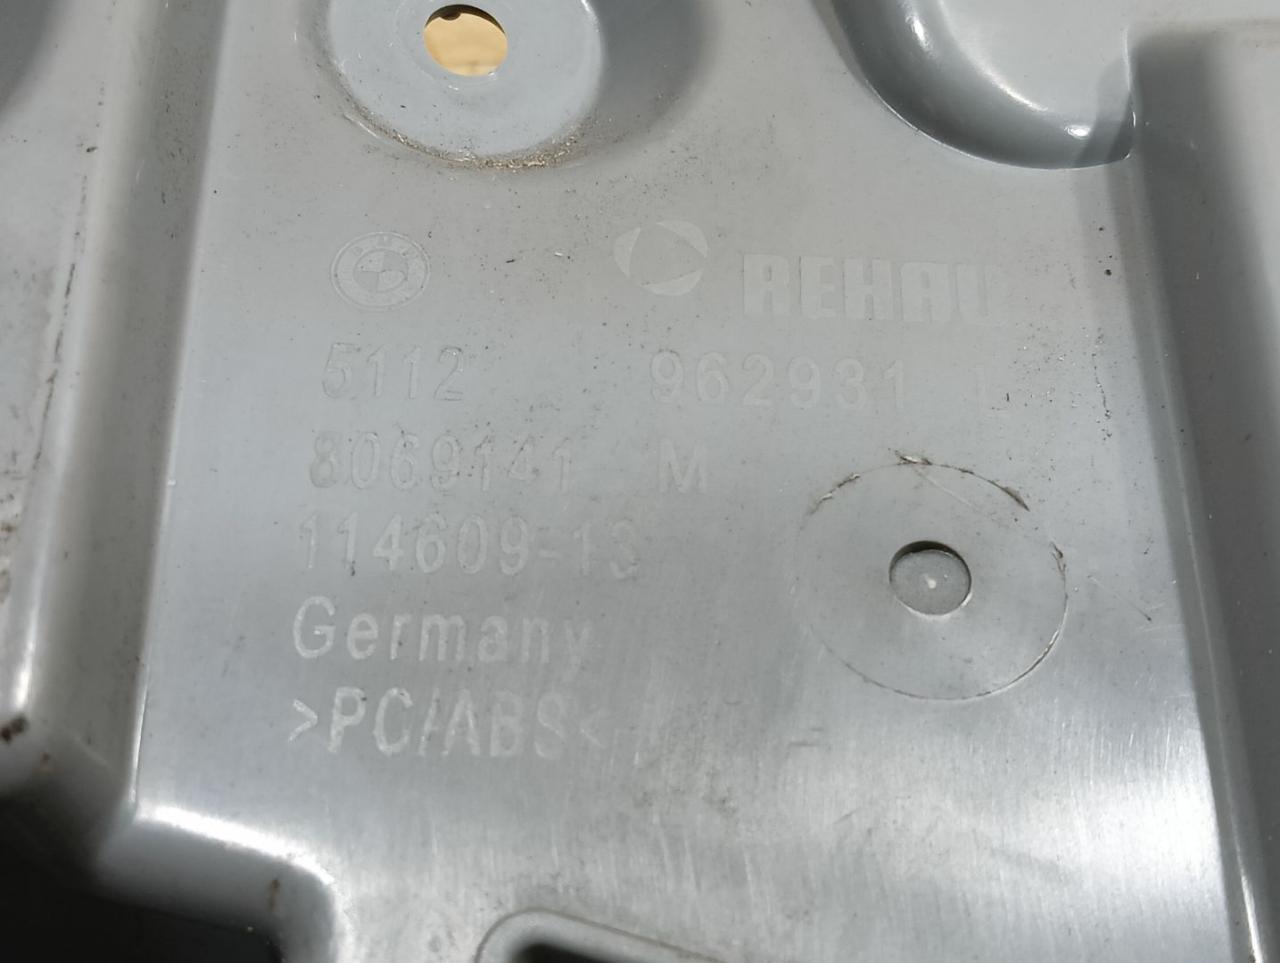 REHAU
5112 962931 L
8069141 M
114609-13
Germany
>PC/ABS<